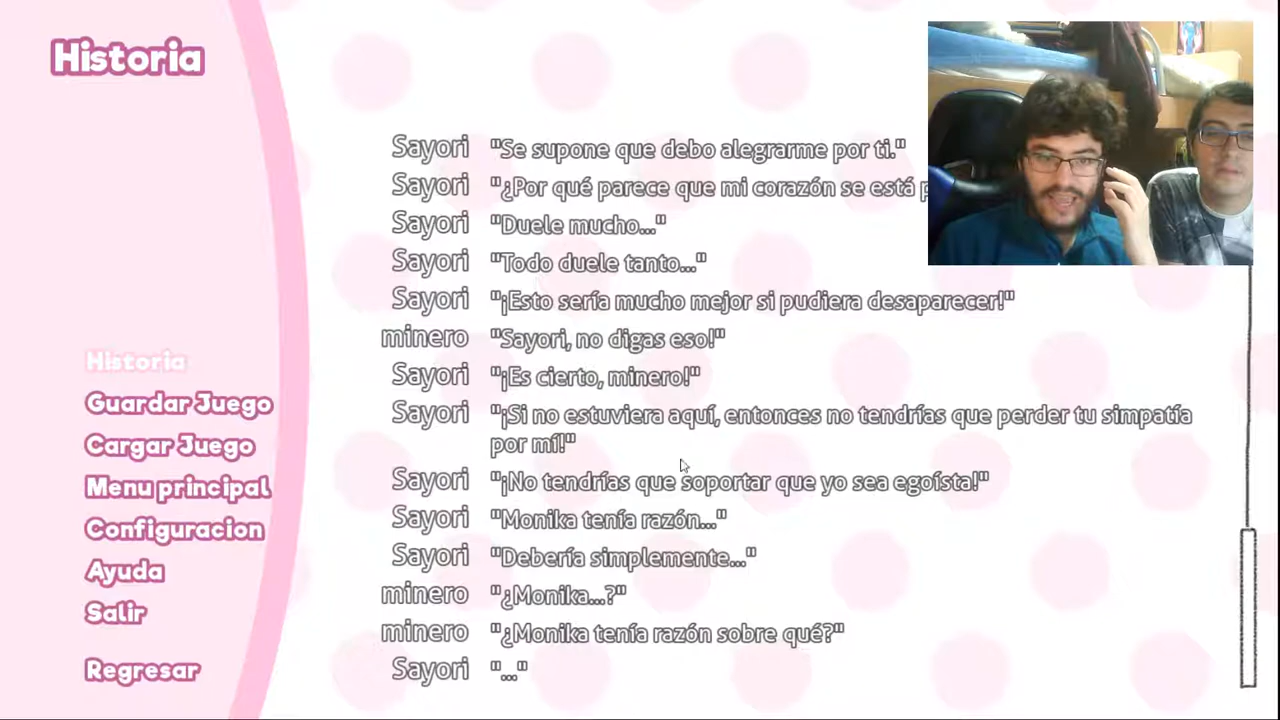 Historia
Sayori "Se supone que debo alegrarme por ti."
Sayori "¿Por qué parece que mi corazón se está
Sayori "Duele mucho..."
Sayori "Todo duele tanto..."
Sayori "¡Esto sería mucho mejor si pudiera desaparecer!"
minero "Sayori, no digas eso!"
Sayori "¡Es cierto, minero!"
Sayori "¡Si no estuviera aquí, entonces no tendrías que perder tu simpatía
por mí!"
Sayori "¡No tendrías que soportar que yo sea egoísta!"
Sayori "Monika tenía razón..."
Sayori "Debería simplemente..."
minero "¿Monika...?"
minero "¿Monika tenía razón sobre qué?"
Sayori "..."
Historia
Guardar Juego
Cargar Juego
Menu principal
Configuracion
Ayuda
Salir
Regresar